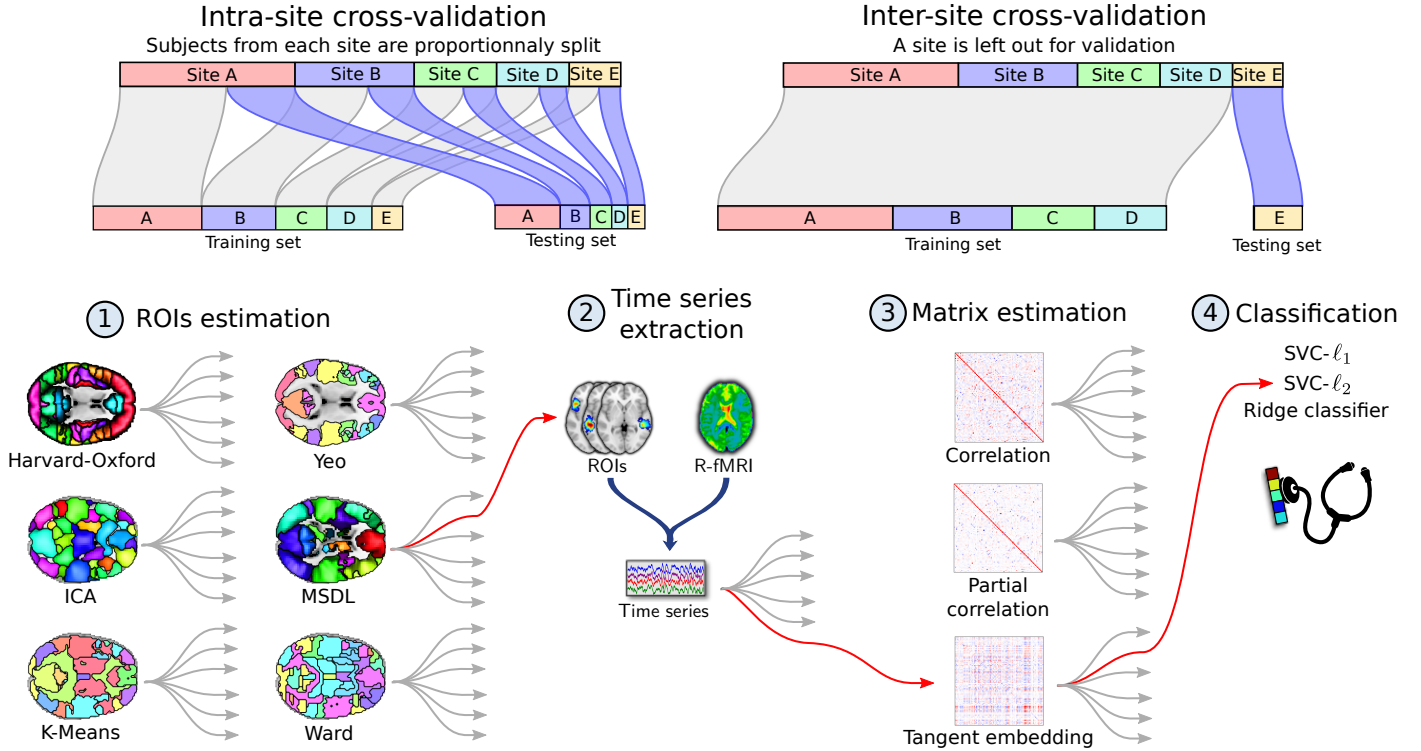 Intra-site cross-validation
Subjects from each site are proportionnaly split
Site A Site B Site C Site D Site E
A B C D E
Training set
A B C D E
Testing set
Inter-site cross-validation
A site is left out for validation
Site A Site B Site C Site D Site E
A B C D
Training set
E
Testing set
1 ROIs estimation
Harvard-Oxford
Yeo
ICA
MSDL
K-Means
Ward
2 Time series
extraction
ROIs
R-fMRI
Time series
3 Matrix estimation
Correlation
Partial
correlation
Tangent embedding
4 Classification
SVC-ℓ1
SVC-ℓ2
Ridge classifier